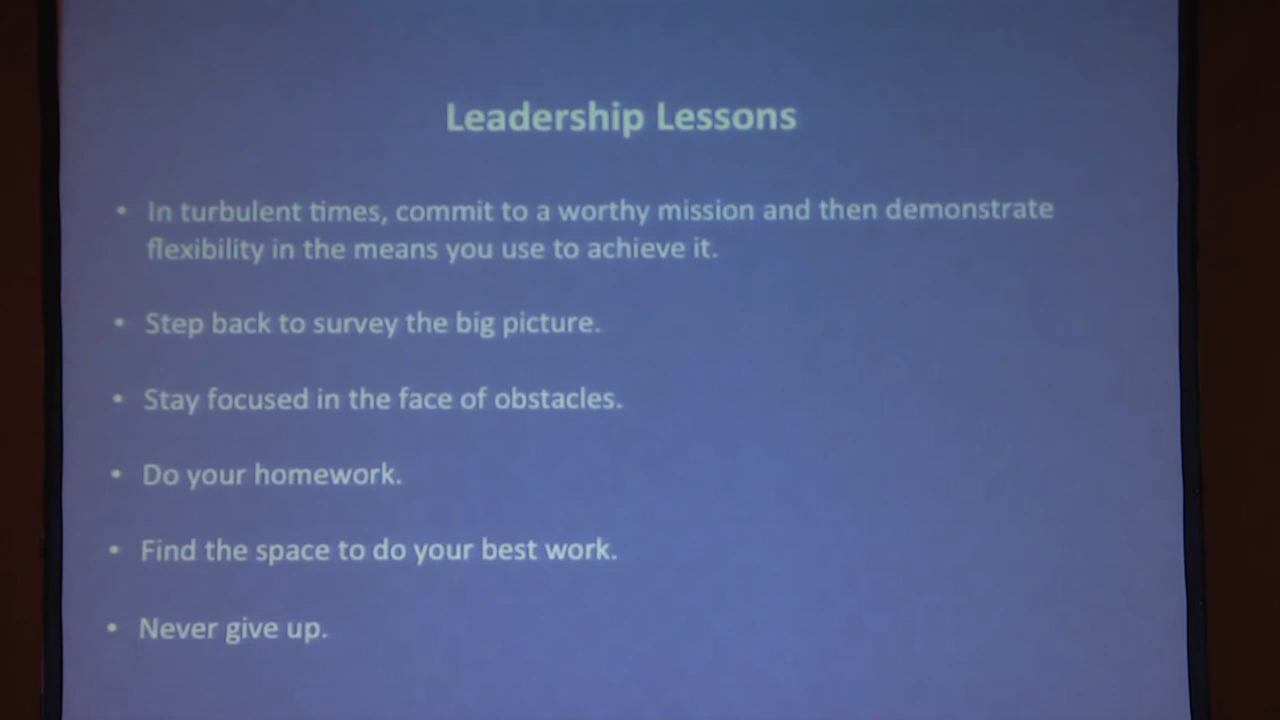 Leadership Lessons
• In turbulent times, commit to a worthy mission and then demonstrate
flexibility in the means you use to achieve it.
• Step back to survey the big picture.
• Stay focused in the face of obstacles.
• Do your homework.
• Find the space to do your best work.
• Never give up.